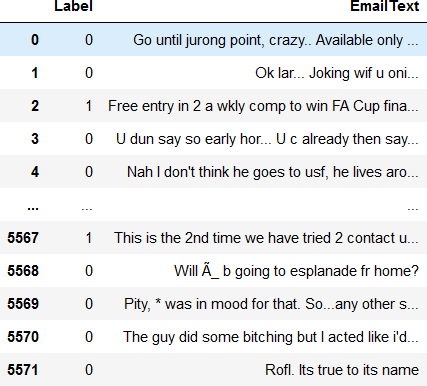 Label EmailText
0 0 Go until jurong point, crazy.. Available only ...
1 0 Ok lar... Joking wif u oni...
2 1 Free entry in 2 a wkly comp to win FA Cup fina...
3 0 U dun say so early hor... U c already then say...
4 0 Nah I don't think he goes to usf, he lives aro...
... ... ...
5567 1 This is the 2nd time we have tried 2 contact u...
5568 0 Will Ã_ b going to esplanade fr home?
5569 0 Pity, * was in mood for that. So...any other s...
5570 0 The guy did some bitching but I acted like i'd...
5571 0 Rofl. Its true to its name